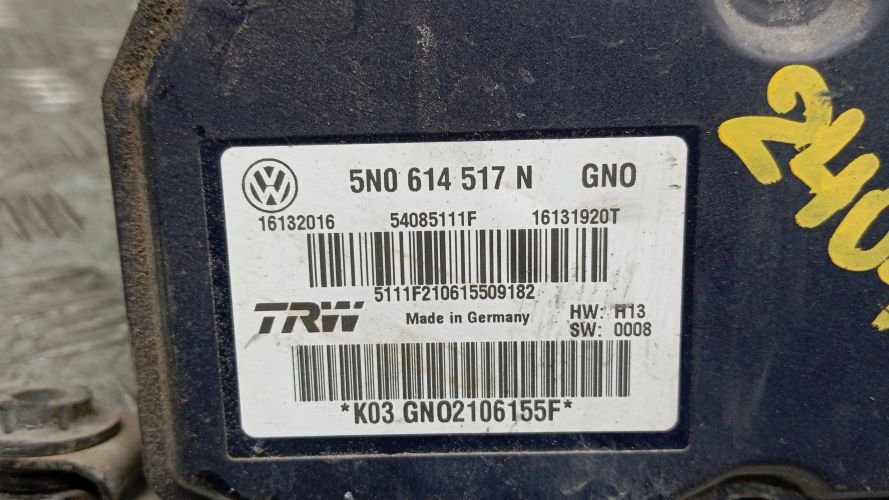 5N0 614 517 N GNO
16132016 54085111F 16131920T
5111F210615509182
TRW Made in Germany HW: H13
SW: 0008
*K03 GNO2106155F*